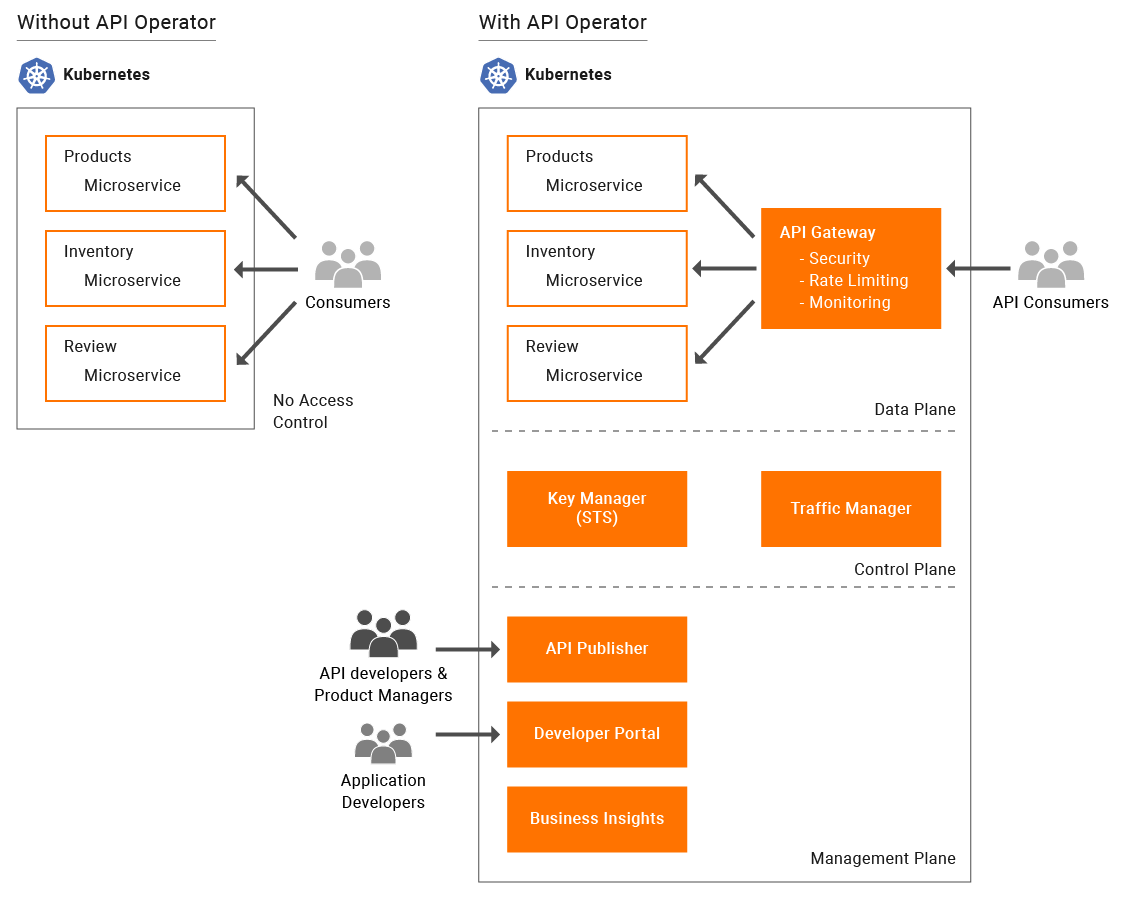 Without API Operator
Kubernetes
Products
Microservice
Inventory
Microservice
Review
Microservice
Consumers
No Access
Control
With API Operator
Kubernetes
Products
Microservice
Inventory
Microservice
Review
Microservice
API Gateway
- Security
- Rate Limiting
- Monitoring
API Consumers
Data Plane
Key Manager
(STS)
Traffic Manager
Control Plane
API developers &
Product Managers
API Publisher
Application
Developers
Developer Portal
Business Insights
Management Plane